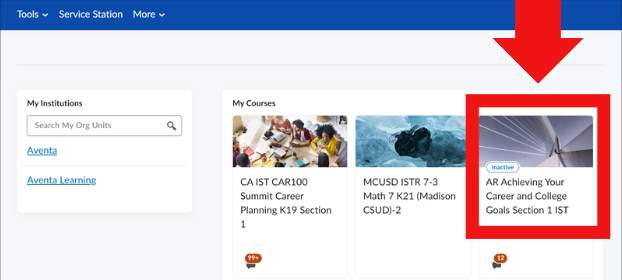 Tools Service Station More
My Institutions
Search My Org Units
Aventa
Aventa Learning
My Courses
CA IST CAR100
Summit Career
Planning K19 Section
1
99+
MCUSD ISTR 7-3
Math 7 K21 (Madison
CSUD)-2
Inactive
AR Achieving Your
Career and College
Goals Section 1 IST
12